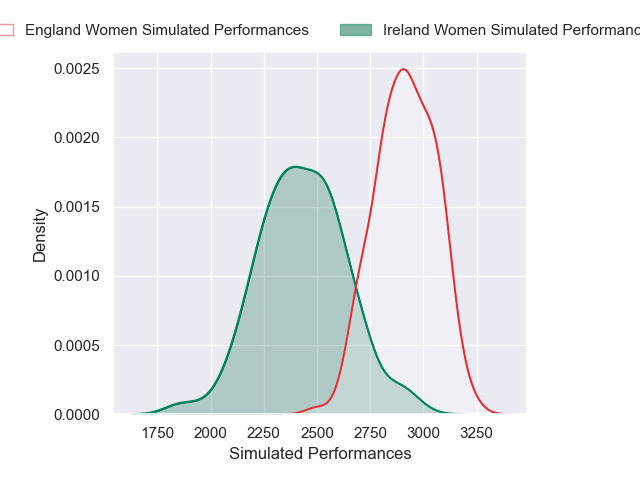 England Women Simulated Performances Ireland Women Simulated Performanc
0.0025
0.0020
0.0015
0.0010
0.0005
0.0000
Density
1750 2000 2250 2500 2750 3000 3250
Simulated Performances